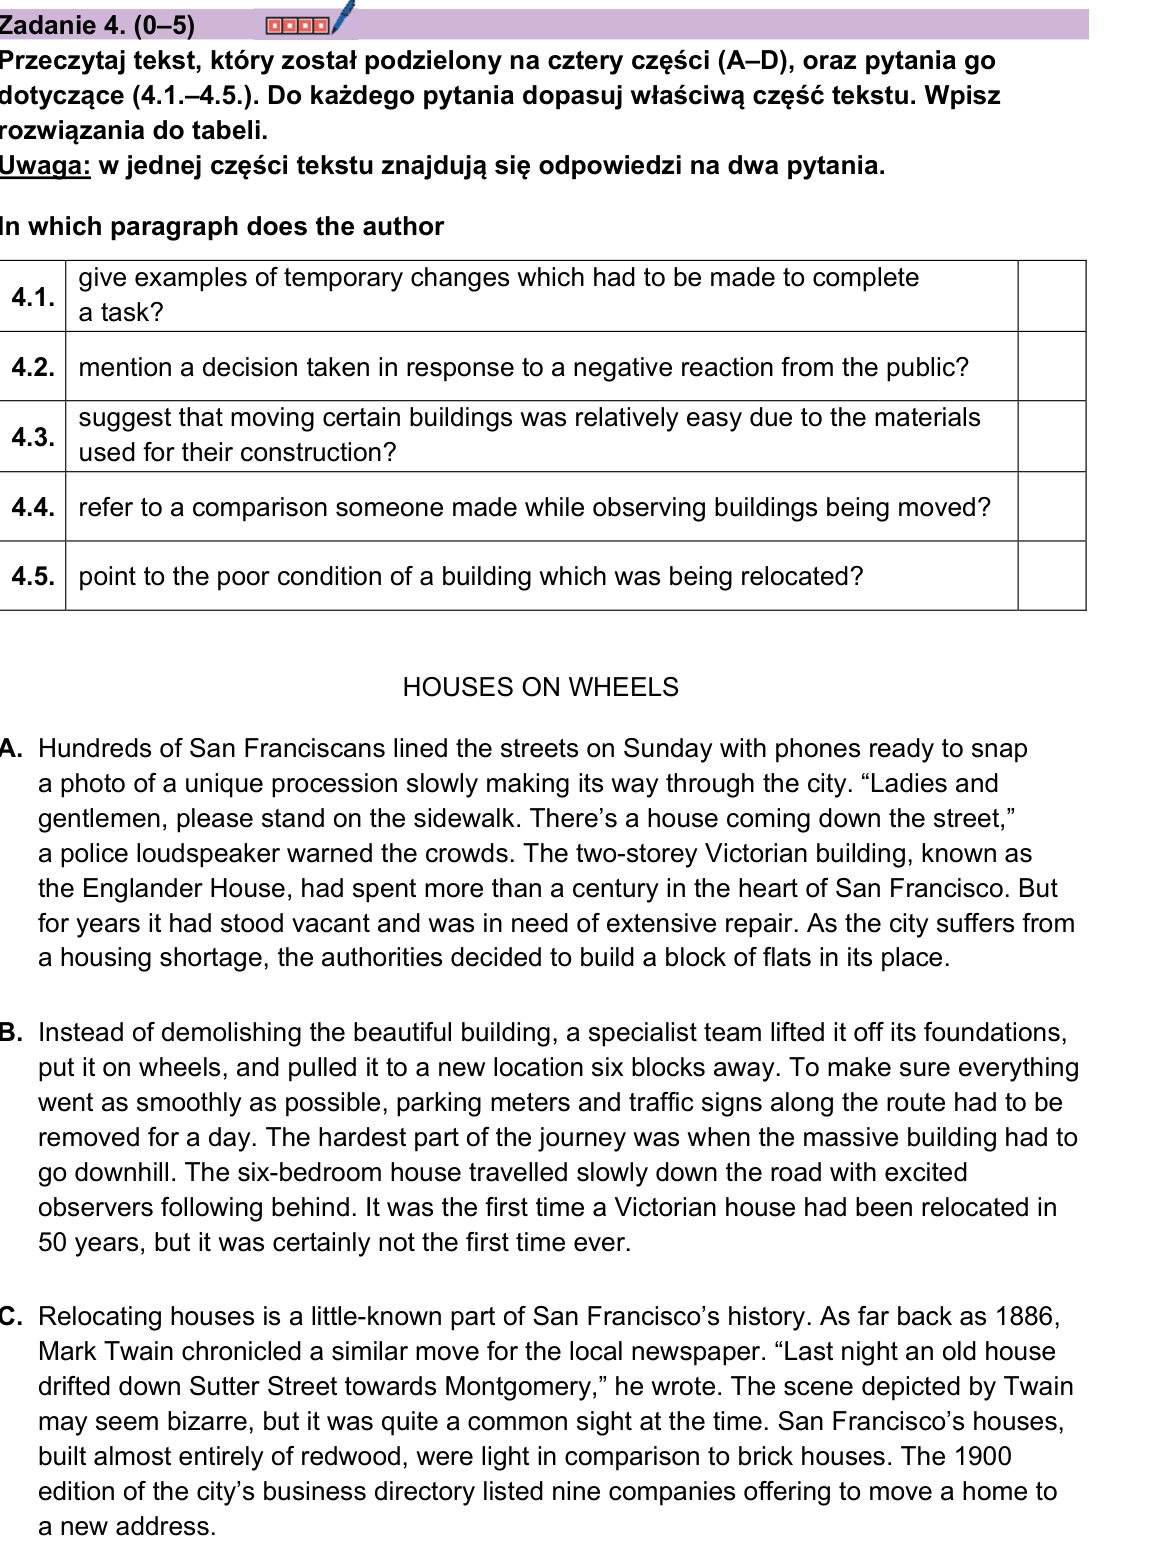 Zadanie 4. (0–5)
Przeczytaj tekst, który został podzielony na cztery części (A–D), oraz pytania go
dotyczące (4.1.–4.5.). Do każdego pytania dopasuj właściwą część tekstu. Wpisz
rozwiązania do tabeli.
Uwaga: w jednej części tekstu znajdują się odpowiedzi na dwa pytania.
In which paragraph does the author
4.1. give examples of temporary changes which had to be made to complete
a task?
4.2. mention a decision taken in response to a negative reaction from the public?
4.3. suggest that moving certain buildings was relatively easy due to the materials
used for their construction?
4.4. refer to a comparison someone made while observing buildings being moved?
4.5. point to the poor condition of a building which was being relocated?
HOUSES ON WHEELS
A. Hundreds of San Franciscans lined the streets on Sunday with phones ready to snap
a photo of a unique procession slowly making its way through the city. “Ladies and
gentlemen, please stand on the sidewalk. There’s a house coming down the street,”
a police loudspeaker warned the crowds. The two-storey Victorian building, known as
the Englander House, had spent more than a century in the heart of San Francisco. But
for years it had stood vacant and was in need of extensive repair. As the city suffers from
a housing shortage, the authorities decided to build a block of flats in its place.
B. Instead of demolishing the beautiful building, a specialist team lifted it off its foundations,
put it on wheels, and pulled it to a new location six blocks away. To make sure everything
went as smoothly as possible, parking meters and traffic signs along the route had to be
removed for a day. The hardest part of the journey was when the massive building had to
go downhill. The six-bedroom house travelled slowly down the road with excited
observers following behind. It was the first time a Victorian house had been relocated in
50 years, but it was certainly not the first time ever.
C. Relocating houses is a little-known part of San Francisco’s history. As far back as 1886,
Mark Twain chronicled a similar move for the local newspaper. “Last night an old house
drifted down Sutter Street towards Montgomery,” he wrote. The scene depicted by Twain
may seem bizarre, but it was quite a common sight at the time. San Francisco’s houses,
built almost entirely of redwood, were light in comparison to brick houses. The 1900
edition of the city’s business directory listed nine companies offering to move a home to
a new address.